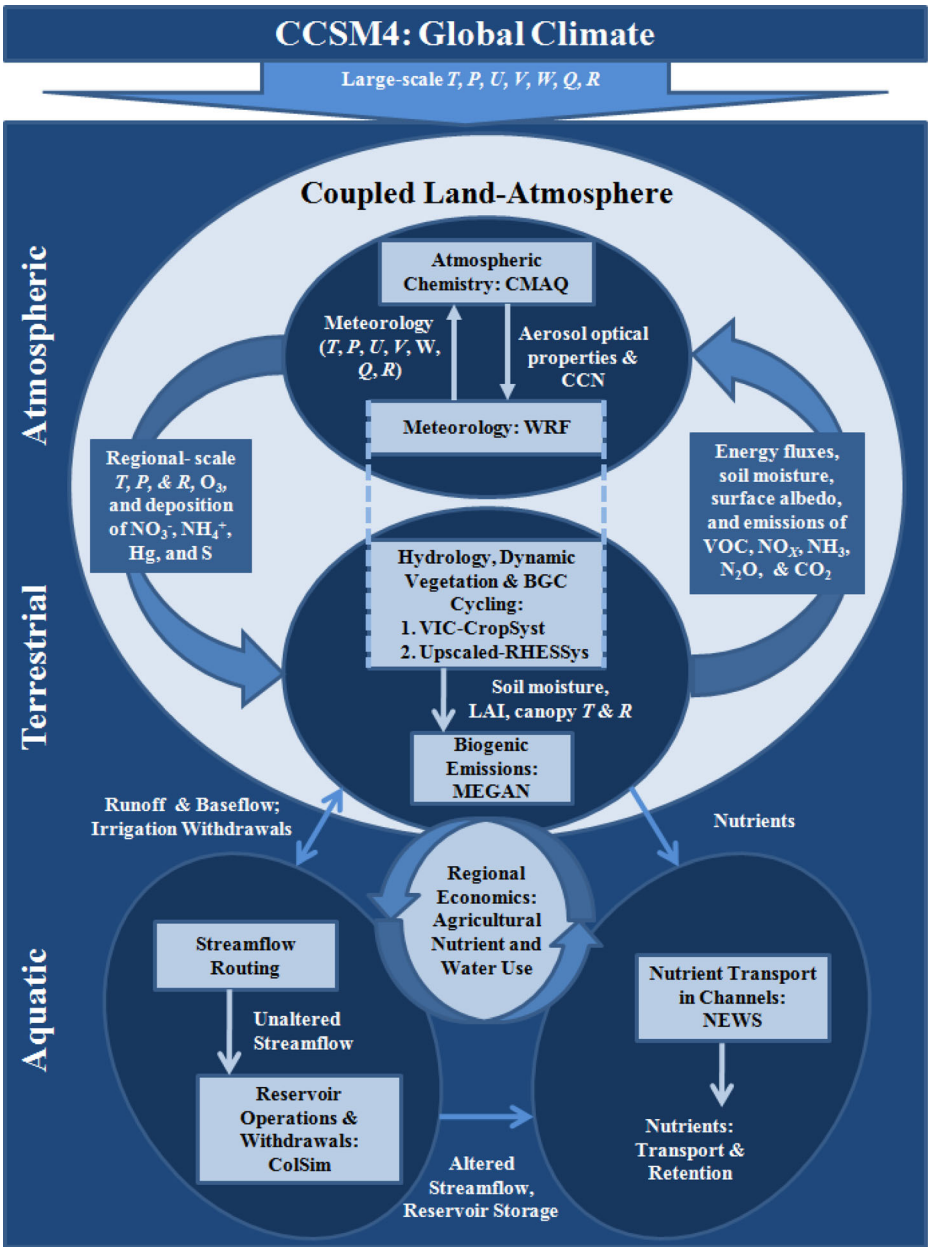 CCSM4: Global Climate
Large-scale T, P, U, V, W, Q, R
Coupled Land-Atmosphere
Atmospheric
Atmospheric
Chemistry: CMAQ
Meteorology
(T, P, U, V, W,
Q, R)
Aerosol optical
properties &
CCN
Meteorology: WRF
Regional- scale
T, P, & R, O₃,
and deposition
of NO₃⁻, NH₄⁺,
Hg, and S
Energy fluxes,
soil moisture,
surface albedo,
and emissions of
VOC, NOX, NH₃,
N₂O, & CO₂
Terrestrial
Hydrology, Dynamic
Vegetation & BGC
Cycling:
1. VIC-CropSyst
2. Upscaled-RHESSys
Soil moisture,
LAI, canopy T & R
Biogenic
Emissions:
MEGAN
Runoff & Baseflow;
Irrigation Withdrawals
Nutrients
Regional
Economics:
Agricultural
Nutrient and
Water Use
Aquatic
Streamflow
Routing
Unaltered
Streamflow
Reservoir
Operations &
Withdrawals:
ColSim
Altered
Streamflow,
Reservoir Storage
Nutrient Transport
in Channels:
NEWS
Nutrients:
Transport &
Retention